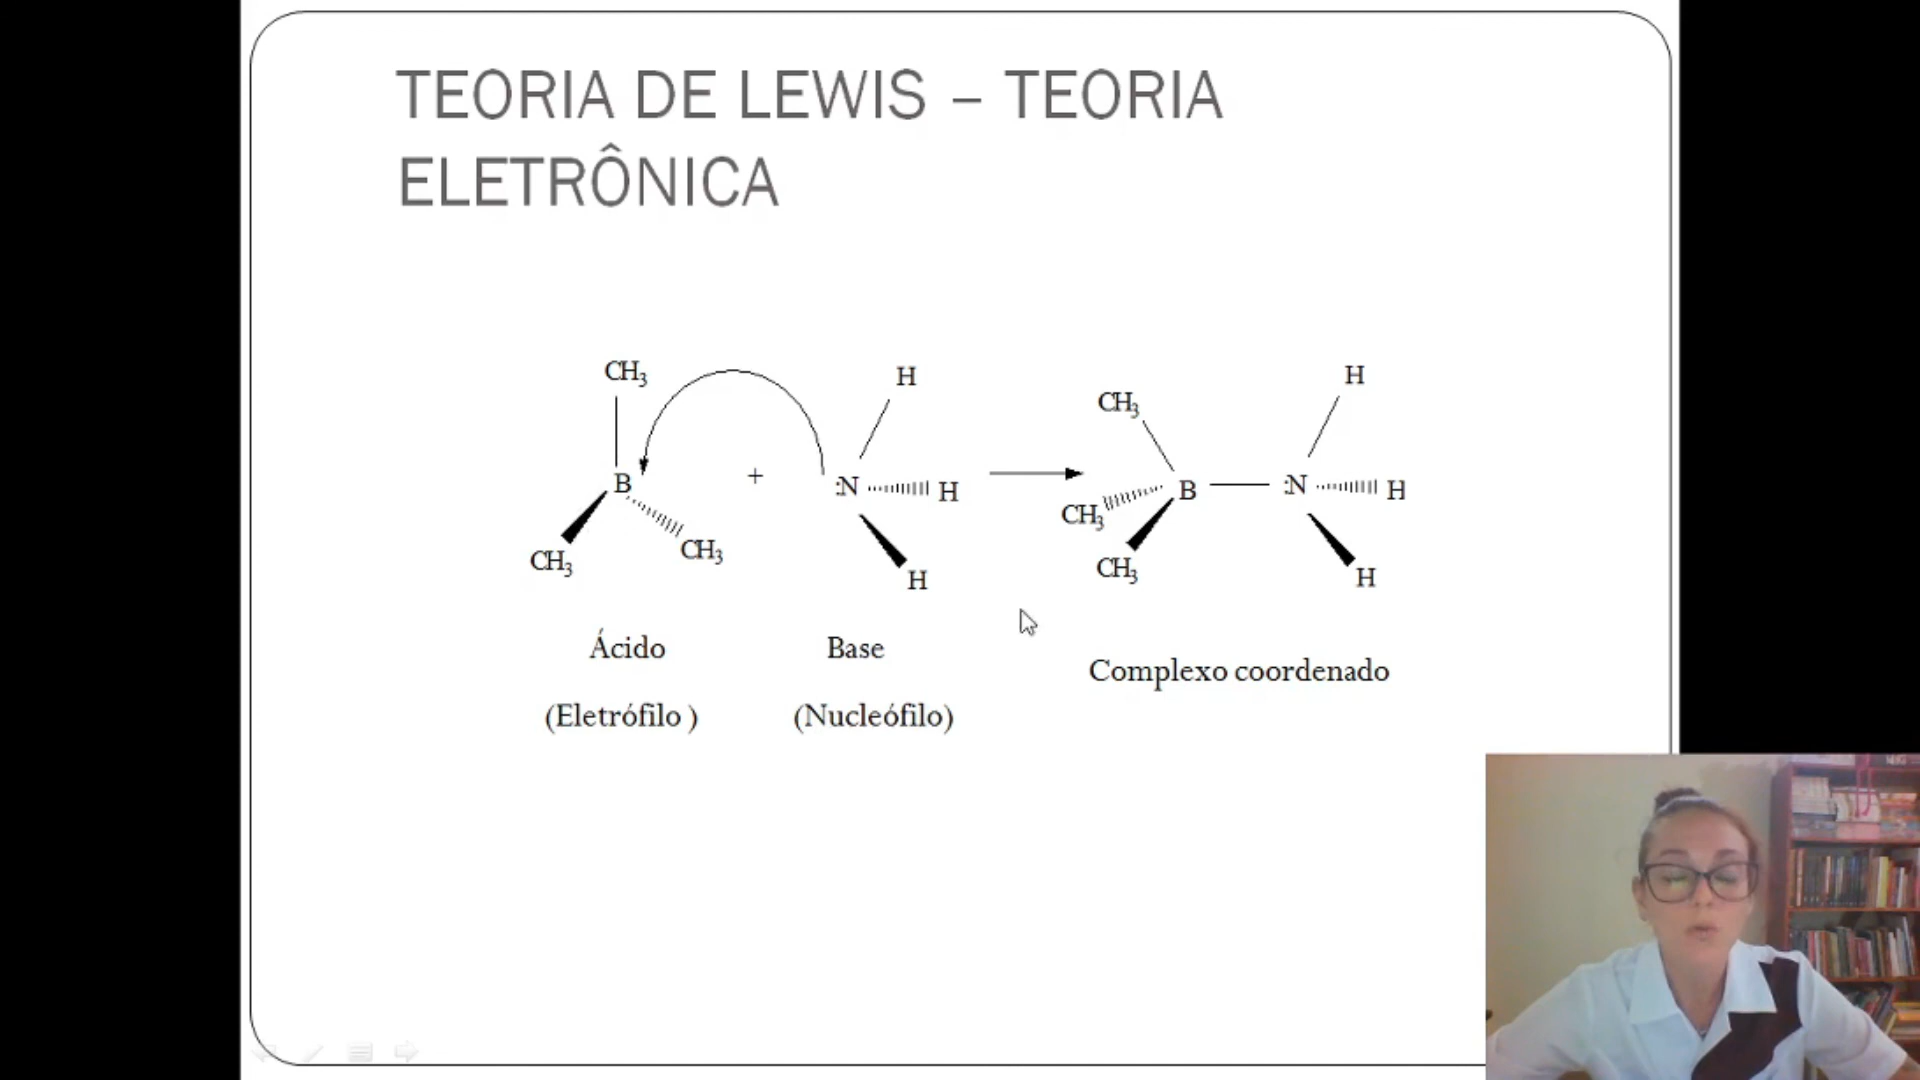 TEORIA DE LEWIS – TEORIA
ELETRÔNICA
CH3
B
CH3
CH3
+
:N
H
H
H
CH3
CH3
CH3
B
:N
H
H
H
Ácido
(Eletrófilo )
Base
(Nucleófilo)
Complexo coordenado